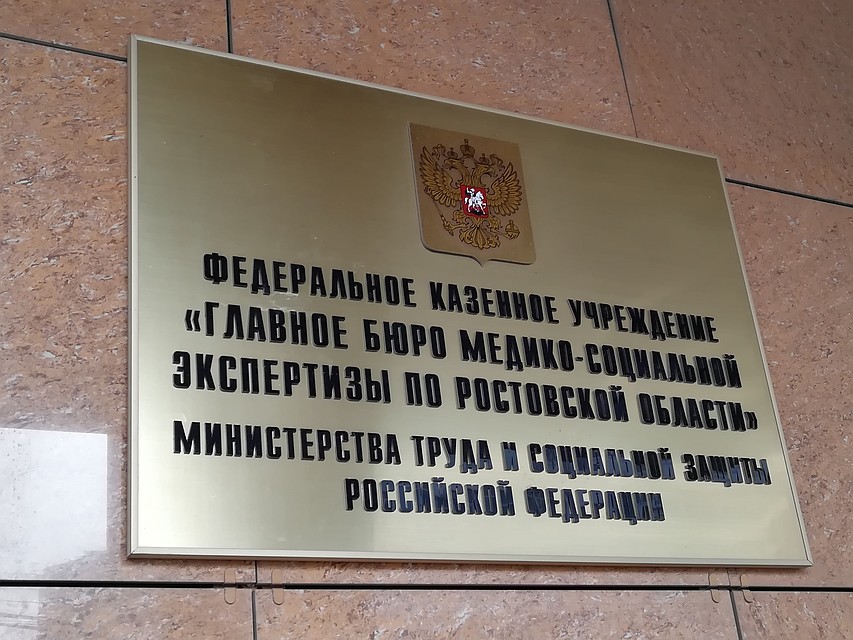 ФЕДЕРАЛЬНОЕ КАЗЕННОЕ УЧРЕЖДЕНИЕ
«ГЛАВНОЕ БЮРО МЕДИКО-СОЦИАЛЬНОЙ
ЭКСПЕРТИЗЫ ПО РОСТОВСКОЙ ОБЛАСТИ»
МИНИСТЕРСТВА ТРУДА И СОЦИАЛЬНОЙ ЗАЩИТЫ
РОССИЙСКОЙ ФЕДЕРАЦИИ